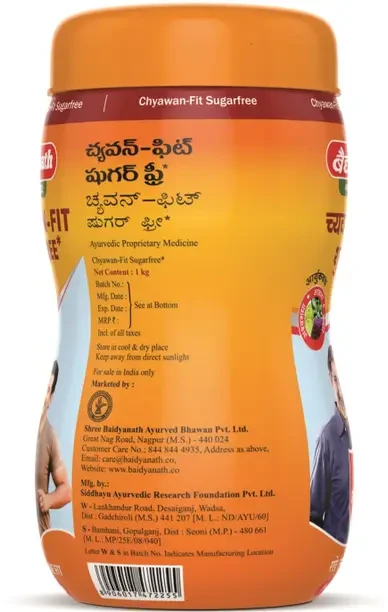 Sugarfree
Chyawan-Fit Sugarfree
Chyawan-Fit
చ్యవన్-ఫిట్
షుగర్ ఫ్రీ*
ಚ್ಯವನ್-ಫಿಟ್
ಷುಗರ್ ಫ್ರೀ*
-FIT
Ayurvedic Proprietary Medicine
Chyawan-Fit Sugarfree*
Net Content : 1 kg
Batch No.:
Mfg. Date :
Exp. Date :
See at Bottom
MRP ₹ :
Incl. of all taxes
Store in cool & dry place
Keep away from direct sunlight
For sale in India only
Marketed by :
Shree Baidyanath Ayurved Bhawan Pvt. Ltd.
Great Nag Road, Nagpur (M.S.) - 440 024
Customer Care No.: 844 844 4935, Address as above,
Email: care@baidyanath.co,
Website: www.baidyanath.co
Mfg. by.:
Siddhayu Ayurvedic Research Foundation Pvt. Ltd.
W - Lankhandur Road, Desaiganj, Wadsa,
Dist : Gadchiroli (M.S.) 441 207 [M. L.: ND/AYU/60]
S - Bamhani, Gopalganj, Dist : Seoni (M.P.) - 480 661
[M. L.: MP/25E/08/040]
Letter W & S in Batch No. Indicates Manufacturing Location
8906017472255